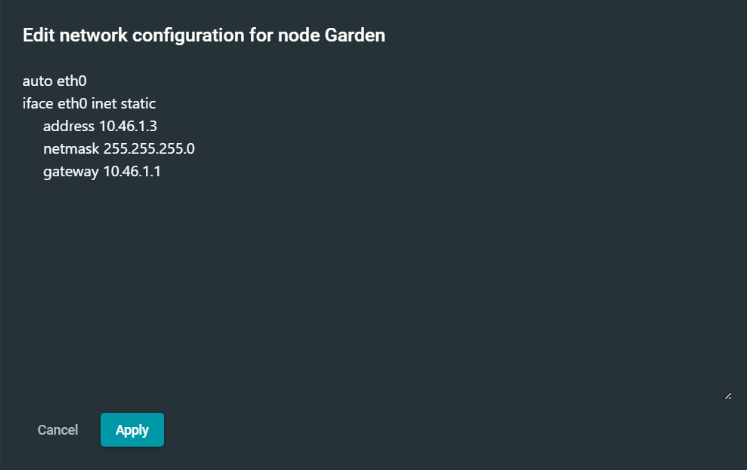 Edit network configuration for node Garden
auto eth0
iface eth0 inet static
address 10.46.1.3
netmask 255.255.255.0
gateway 10.46.1.1
Cancel
Apply